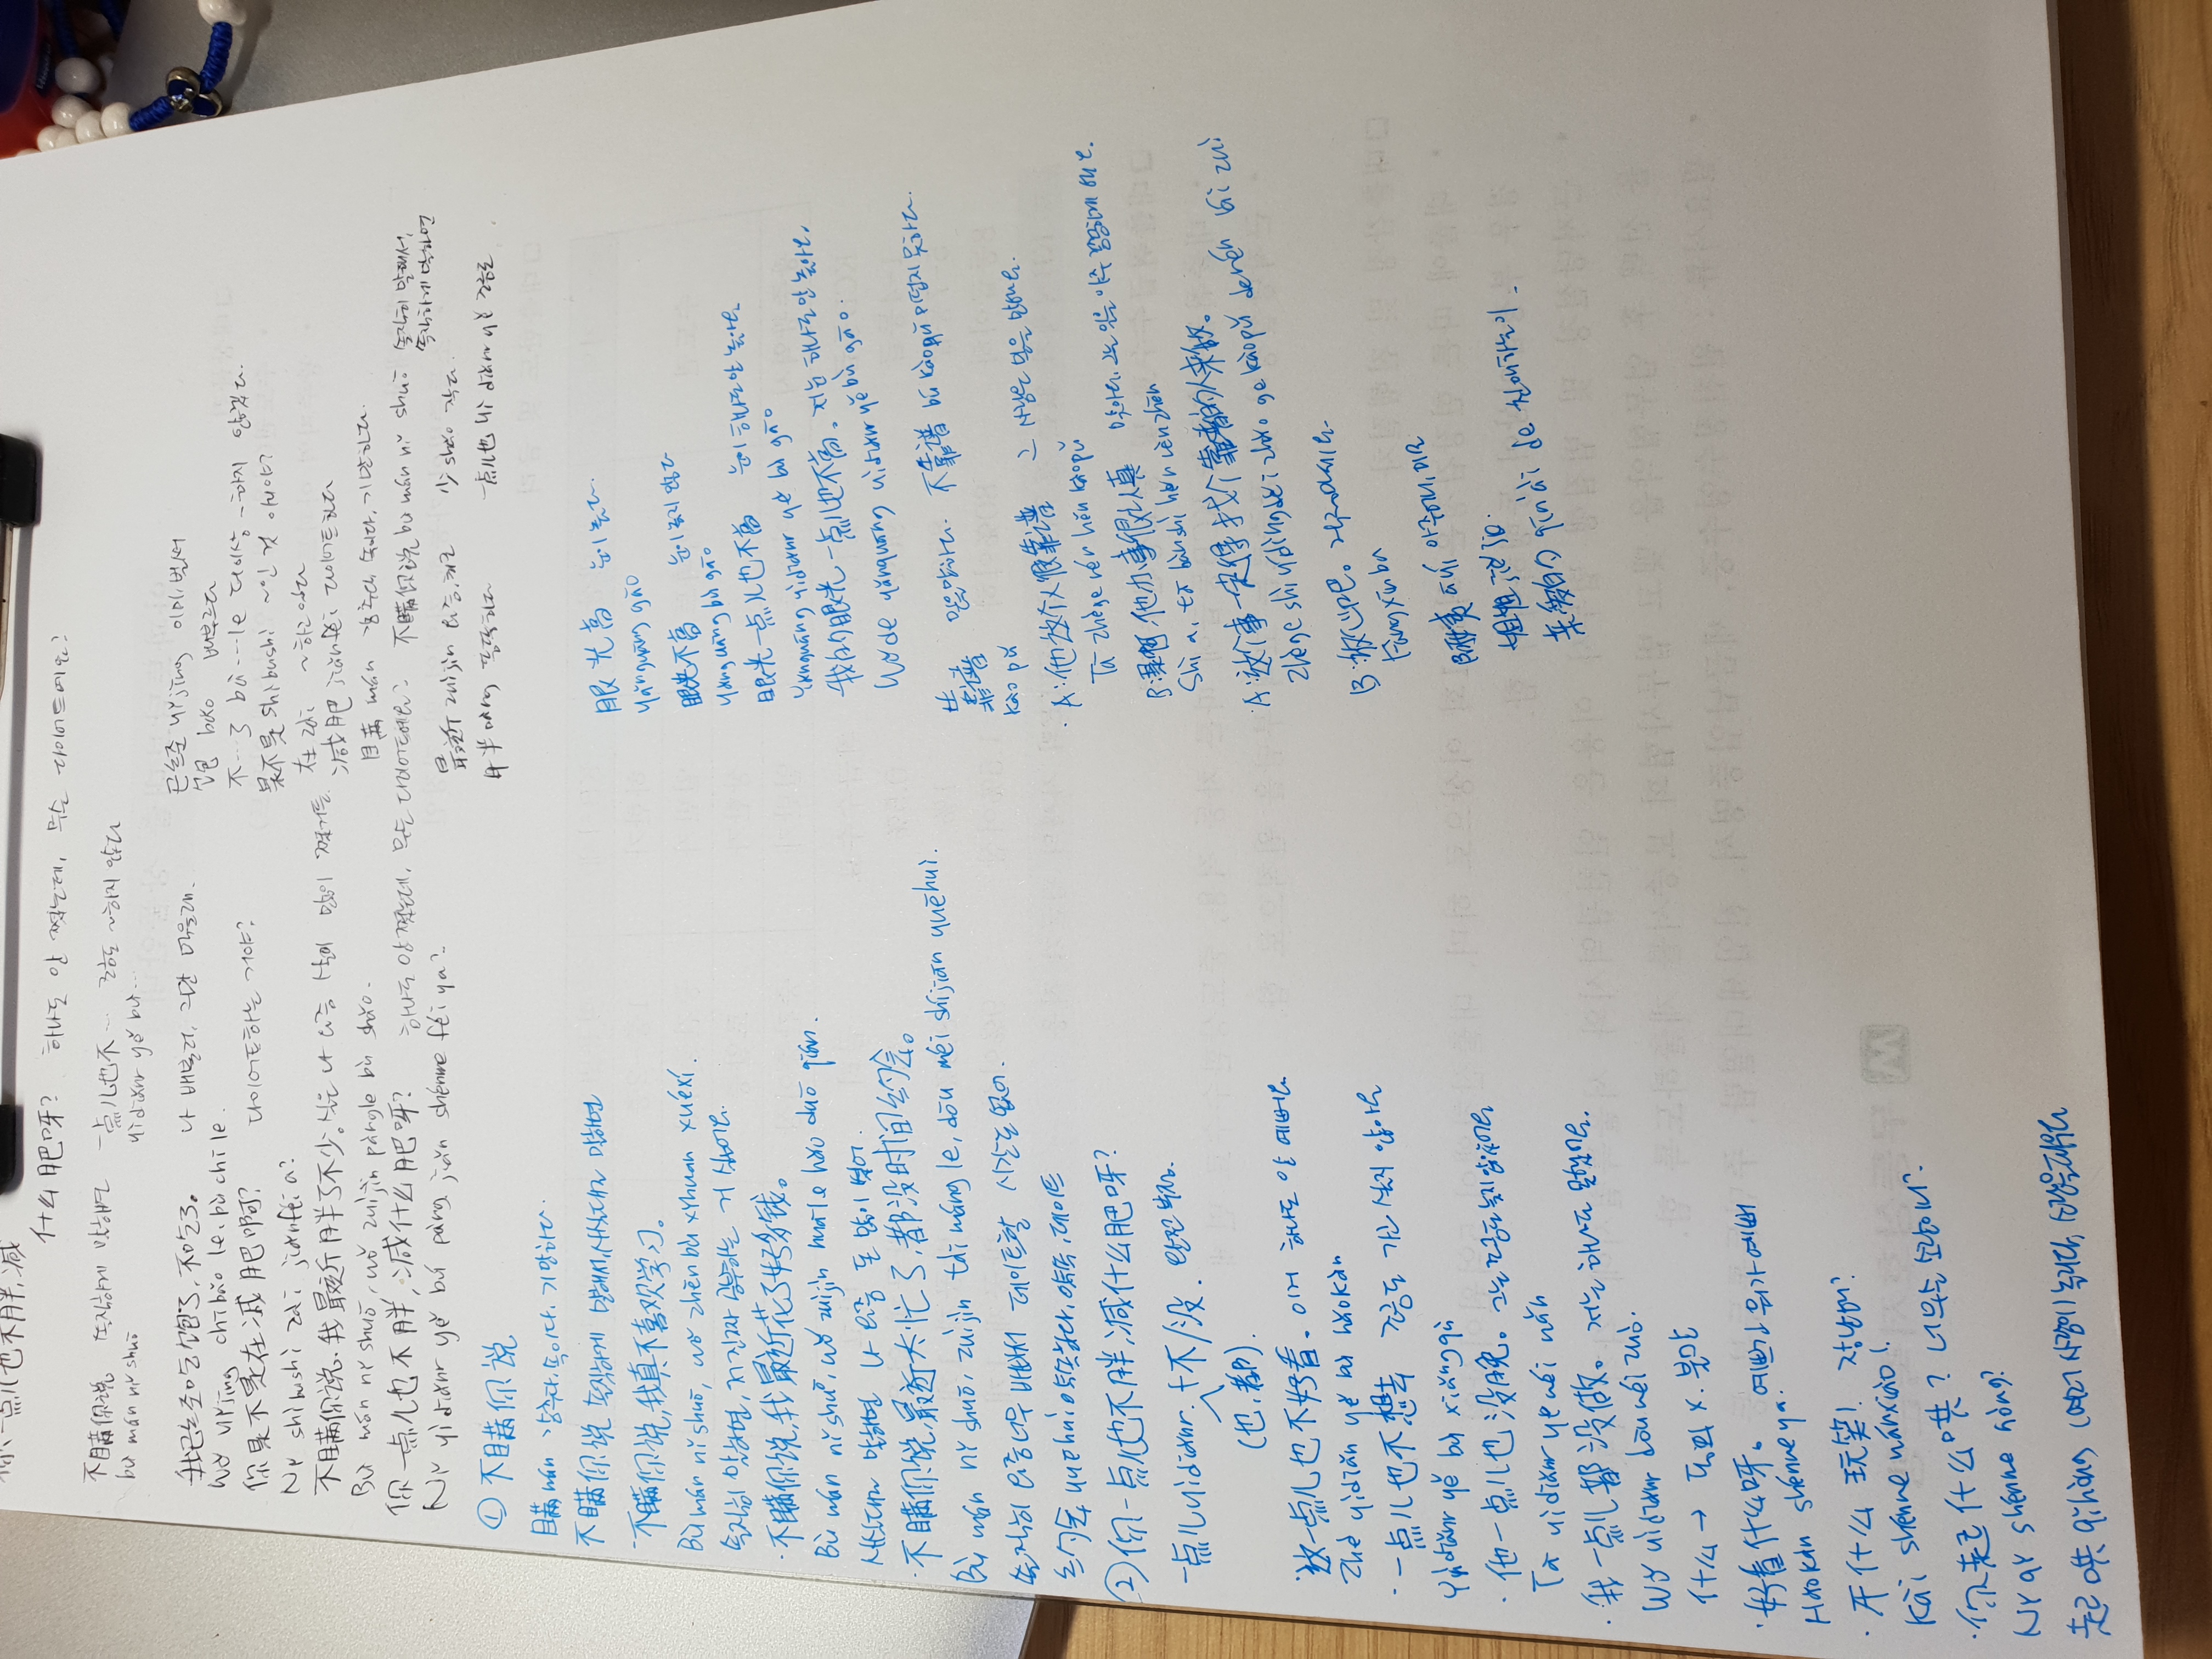 你一点儿也不胖,减
什么肥呀? 하나도 안 쪘는데, 무슨 다이어트예요?
不瞒你说 솔직하게 말해면 一点儿也不… 조금도 ~하지 않다
bù mán nǐ shuō yìdiǎnr yě bù…
我已经吃饱了,不吃了。 나 배불러, 그만 먹을래.
Wǒ yǐjīng chībǎo le, bù chī le.
你是不是在减肥啊? 다이어트하는 거야?
Nǐ shìbushì zài jiǎnféi a?
不瞒你说,我最近胖了不少。실은 나 요즘 살이 많이 쪘거든.
Bù mán nǐ shuō, wǒ zuìjìn pàngle bù shǎo.
你一点儿也不胖,减什么肥呀? 하나도 안 쪘는데, 무슨 다이어트예요?
Nǐ yìdiǎnr yě bú pàng jiǎn shénme féi ya?
已经 yǐjīng 이미, 벌써
饱 bǎo 배부르다
不…了 bù…le 더이상 ~하지 않겠다.
是不是 shìbushì ~인 것 아니야?
在 zài ~하고 있다
减肥 jiǎnféi 다이어트하다
瞒 mán 감추다, 속이다, 기만하다.
不瞒你说 bù mán nǐ shuō 솔직히 말해서,
솔직하게 말하면
最近 zuìjìn 요즘, 최근 少 shǎo 적다.
胖 pàng 뚱뚱하다 一点儿也 yìdiǎnr yě 조금도
① 不瞒你说
瞒 mán 감추다, 속이다, 기만하다.
不瞒你说 솔직하게 말해서, 사실대로 말하면
-不瞒你说,我真不喜欢学习。
Bù mán nǐ shuō, wǒ zhēn bù xǐhuan xuéxí.
솔직히 말하면, 저 진짜 공부하는 거 싫어요.
·不瞒你说,我最近花了好多钱。
Bù mán nǐ shuō, wǒ zuìjìn huāle hǎo duō qián.
사실대로 말하면 나 요즘 돈 많이 썼어.
·不瞒你说,最近太忙了,都没时间约会。
Bù mán nǐ shuō, zuìjìn tài máng le, dōu méi shíjiān yuēhuì.
솔직히 요즘 너무 바빠서 데이트할 시간도 없어.
约会 yuēhuì 약속하다, 약속, 데이트
② 你一点儿也不胖,减什么肥呀?
一点儿 yìdiǎnr + 不/没. 완전 부정.
(也,都).
·这一点儿也不好看。이거 하나도 안 예뻐요
Zhè yìdiǎn yě bù hǎokàn
·一点儿也不想去 조금도 가고 싶지 않아요
Yìdiǎnr yě bù xiǎng qù
·他一点儿也没晚。그는 조금도 늦지 않았어요
Tā yìdiǎnr yě méi wǎn
·我一点儿都没做。저는 하나도 못했어요.
Wǒ yìdiǎnr dōu méi zuò.
什么 → 동의 x. 불만
·好看什么呀。 예쁘긴 뭐가 예뻐
Hǎokàn shénme ya.
·开什么玩笑! 장난해?
Kāi shénme wánxiào!
·你起什么哄? 너 무슨 소란이니?
Nǐ qǐ shénme hòng?
起哄 qǐhòng (여러 사람이) 놀리다, 소란을 피우다
眼光高 눈이 높다.
yǎnguāng gāo
眼光不高 눈이 높지 않다
yǎnguāng bù gāo
眼光一点儿也不高 눈이 하나도 안 높아요.
Yǎnguāng yìdiǎnr yě bù gāo
我的眼光一点儿也不高。저는 하나도 안 높아요.
Wǒ de yǎnguāng yìdiǎnr yě bù gāo.
靠谱 믿을만하다. 不靠谱 bú kàopǔ 미덥지 못하다.
kào pǔ
·A:他这个人很靠谱 그 사람은 믿을 만해요.
Tā zhège rén hěn kàopǔ
B:是啊,他办事很认真 맞아요. 그는 일을 아주 꼼꼼하게 해요.
Shì a, tā bànshì hěn rènzhēn
A:这个事一定得找个靠谱的人来做。
Zhège shì yídìng děi zhǎo ge kàopǔ de rén lái zuò
B:放心吧。걱정마세요.
fàngxīn ba
阿姨 āyí 아주머니, 이모
姐姐 jiějie.
亲爱的 qīn'ài de 친애하는이.